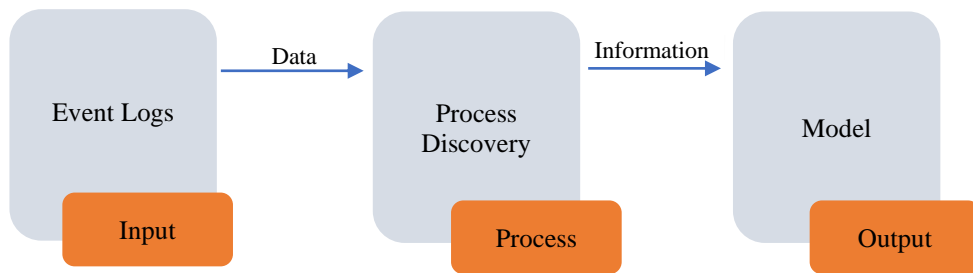 Event Logs
Data
Process
Discovery
Information
Model
Input
Process
Output